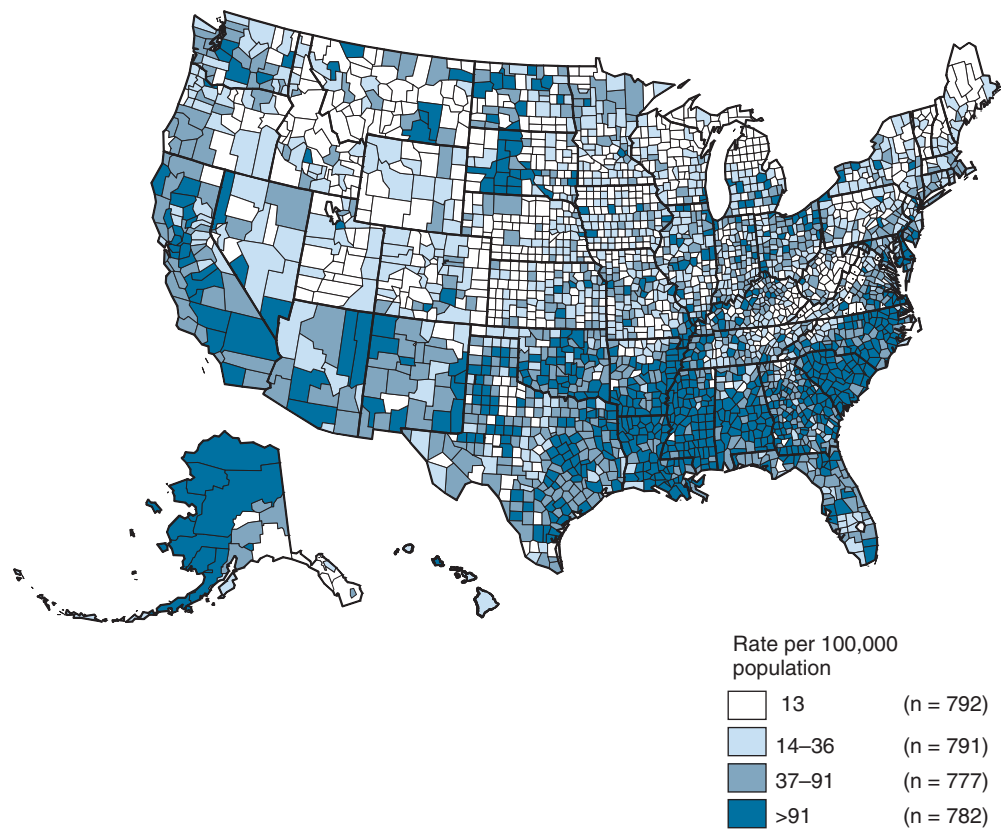 Rate per 100,000
population
13 (n = 792)
14–36 (n = 791)
37–91 (n = 777)
>91 (n = 782)